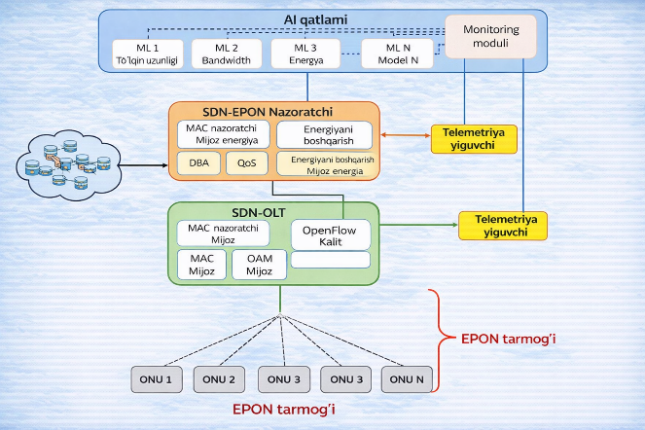 AI qatlami
ML 1
To'lqin uzunligi
ML 2
Bandwidth
ML 3
Energya
ML N
Model N
Monitoring
moduli
SDN-EPON Nazoratchi
MAC nazoratchi
Mijoz energiya
Energiyani
boshqarish
DBA
QoS
Energiyani boshqarish
Mijoz energia
Telemetriya
yiguvchi
SDN-OLT
MAC nazoratchi
Mijoz
OpenFlow
Kalit
MAC
Mijoz
OAM
Mijoz
Telemetriya
yiguvchi
EPON tarmog'i
ONU 1
ONU 2
ONU 3
ONU 3
ONU N
EPON tarmog'i